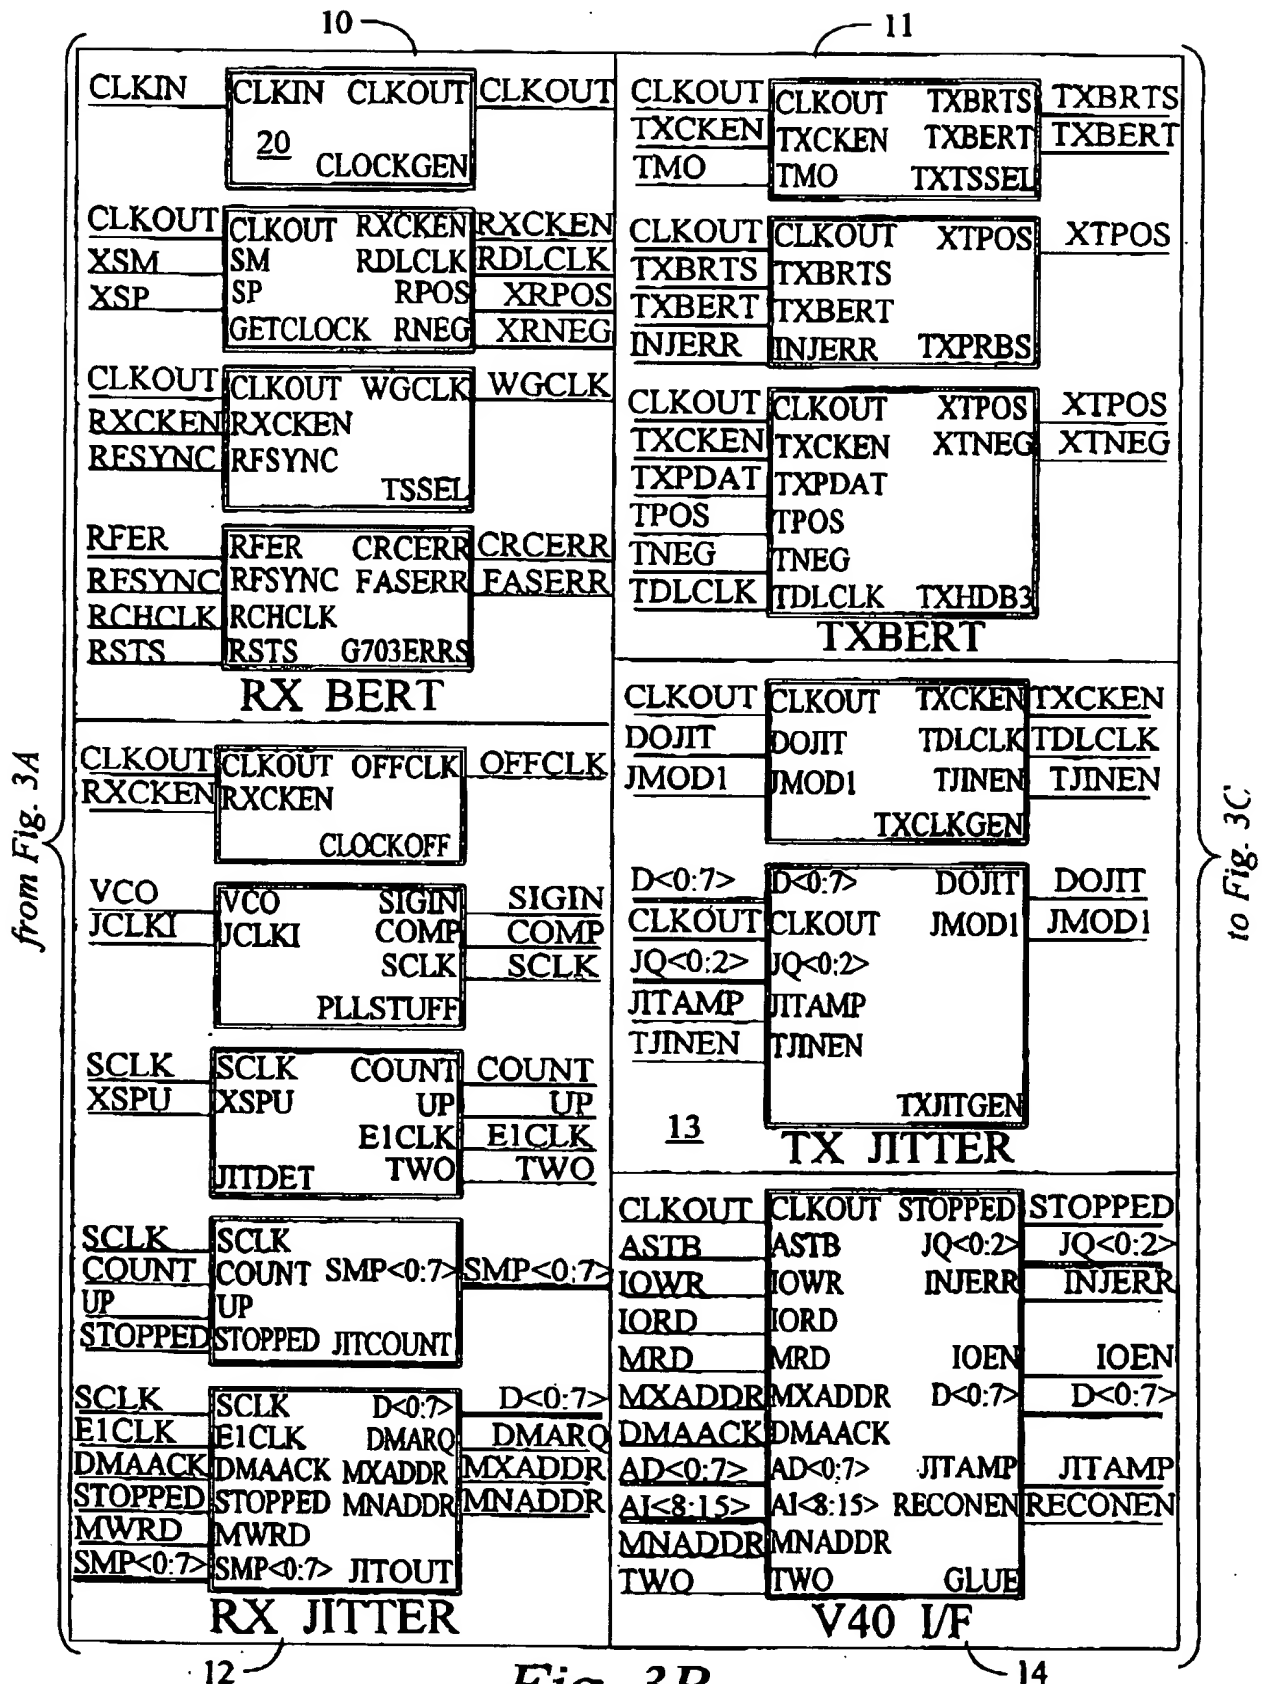 10
11
from Fig. 3A
to Fig. 3C
CLKIN CLKIN CLKOUT CLKOUT
20
CLOCKGEN
CLKOUT CLKOUT RXCKEN RXCKEN
XSM SM RDLCLK RDLCLK
XSP SP RPOS XRPOS
GETCLOCK RNEG XRNEG
CLKOUT CLKOUT WGCLK WGCLK
RXCKEN RXCKEN
RFSYNC RFSYNC
TSSEL
RFER RFER CRCERR CRCERR
RFSYNC RFSYNC FASERR FASERR
RCHCLK RCHCLK
RSTS RSTS G703ERRS
RX BERT
CLKOUT CLKOUT OFFCLK OFFCLK
RXCKEN RXCKEN
CLOCKOFF
VCO VCO SIGIN SIGIN
JCLKI JCLKI COMP COMP
SCLK SCLK
PLLSTUFF
SCLK SCLK COUNT COUNT
XSPU XSPU UP UP
E1CLK E1CLK
JITDET TWO TWO
SCLK SCLK
COUNT COUNT SMP<0:7> SMP<0:7>
UP UP
STOPPED STOPPED JITCOUNT
SCLK SCLK D<0:7> D<0:7>
E1CLK E1CLK DMARQ DMARQ
DMAACK DMAACK MXADDR MXADDR
STOPPED STOPPED MNADDR MNADDR
MWRD MWRD
SMP<0:7> SMP<0:7> JITOUT
RX JITTER
12
CLKOUT CLKOUT TXBRTS TXBRTS
TXCKEN TXCKEN TXBERT TXBERT
TMO TMO TXTSSEL
CLKOUT CLKOUT XTPOS XTPOS
TXBRTS TXBRTS
TXBERT TXBERT
INJERR INJERR TXPRBS
CLKOUT CLKOUT XTPOS XTPOS
TXCKEN TXCKEN XTNEG XTNEG
TXPDAT TXPDAT
TPOS TPOS
TNEG TNEG
TDLCLK TDLCLK TXHDB3
TXBERT
CLKOUT CLKOUT TXCKEN TXCKEN
DOJIT DOJIT TDLCLK TDLCLK
JMOD1 JMOD1 TJINEN TJINEN
TXCLKGEN
D<0:7> D<0:7> DOJIT DOJIT
CLKOUT CLKOUT JMOD1 JMOD1
JQ<0:2> JQ<0:2>
JITAMP JITAMP
TJINEN TJINEN
TXJITGEN
13
TX JITTER
CLKOUT CLKOUT STOPPED STOPPED
ASTB ASTB JQ<0:2> JQ<0:2>
IOWR IOWR INJERR INJERR
IORD IORD
MRD MRD IOEN IOEN
MXADDR MXADDR D<0:7> D<0:7>
DMAACK DMAACK
AD<0:7> AD<0:7> JITAMP JITAMP
AI<8:15> AI<8:15> RECONEN RECONEN
MNADDR MNADDR
TWO TWO GLUE
V40 I/F
14
Fig. 3B